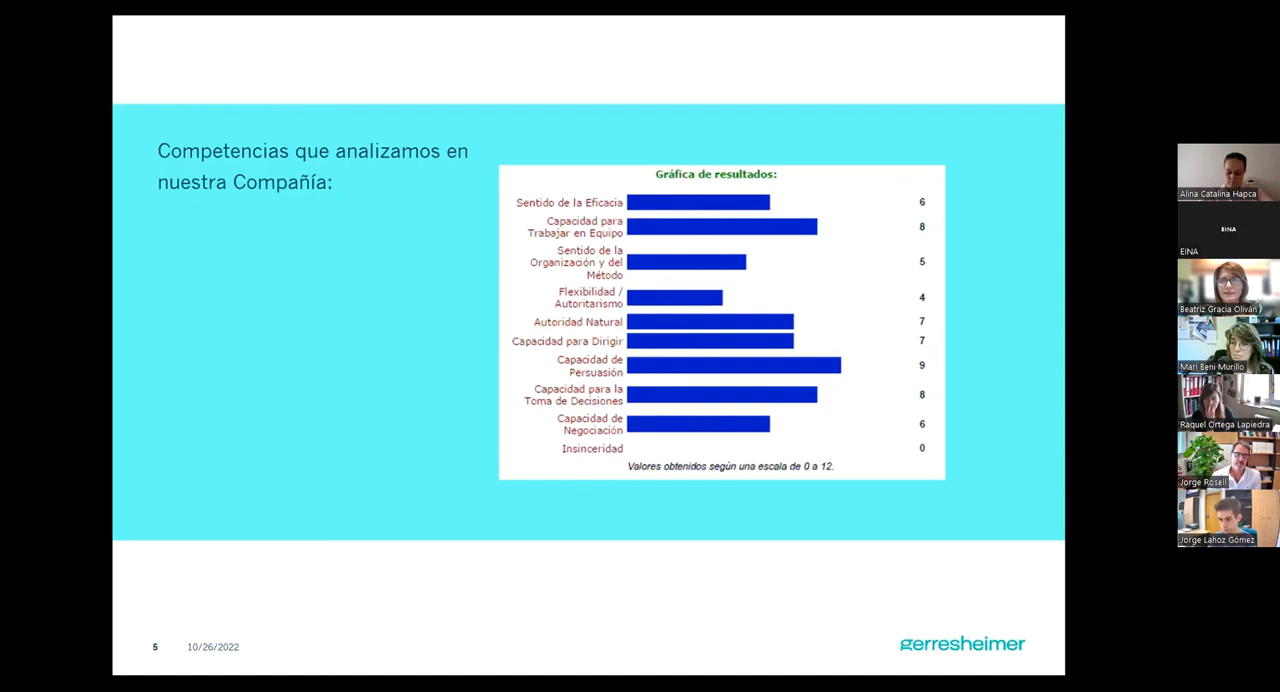 Competencias que analizamos en
nuestra Compañía:
Gráfica de resultados:
Sentido de la Eficacia 6
Capacidad para
Trabajar en Equipo 8
Sentido de la
Organización y del
Método 5
Flexibilidad /
Autoritarismo 4
Autoridad Natural 7
Capacidad para Dirigir 7
Capacidad de
Persuasión 9
Capacidad para la
Toma de Decisiones 8
Capacidad de
Negociación 6
Insinceridad 0
Valores obtenidos según una escala de 0 a 12.
5 10/26/2022
gerresheimer
Alina Catalina Hapca
EINA
EINA
Beatriz Gracia Oliván
Mari Beni Murillo
Raquel Ortega Lapiedra
Jorge Rosell
Jorge Lahoz Gómez